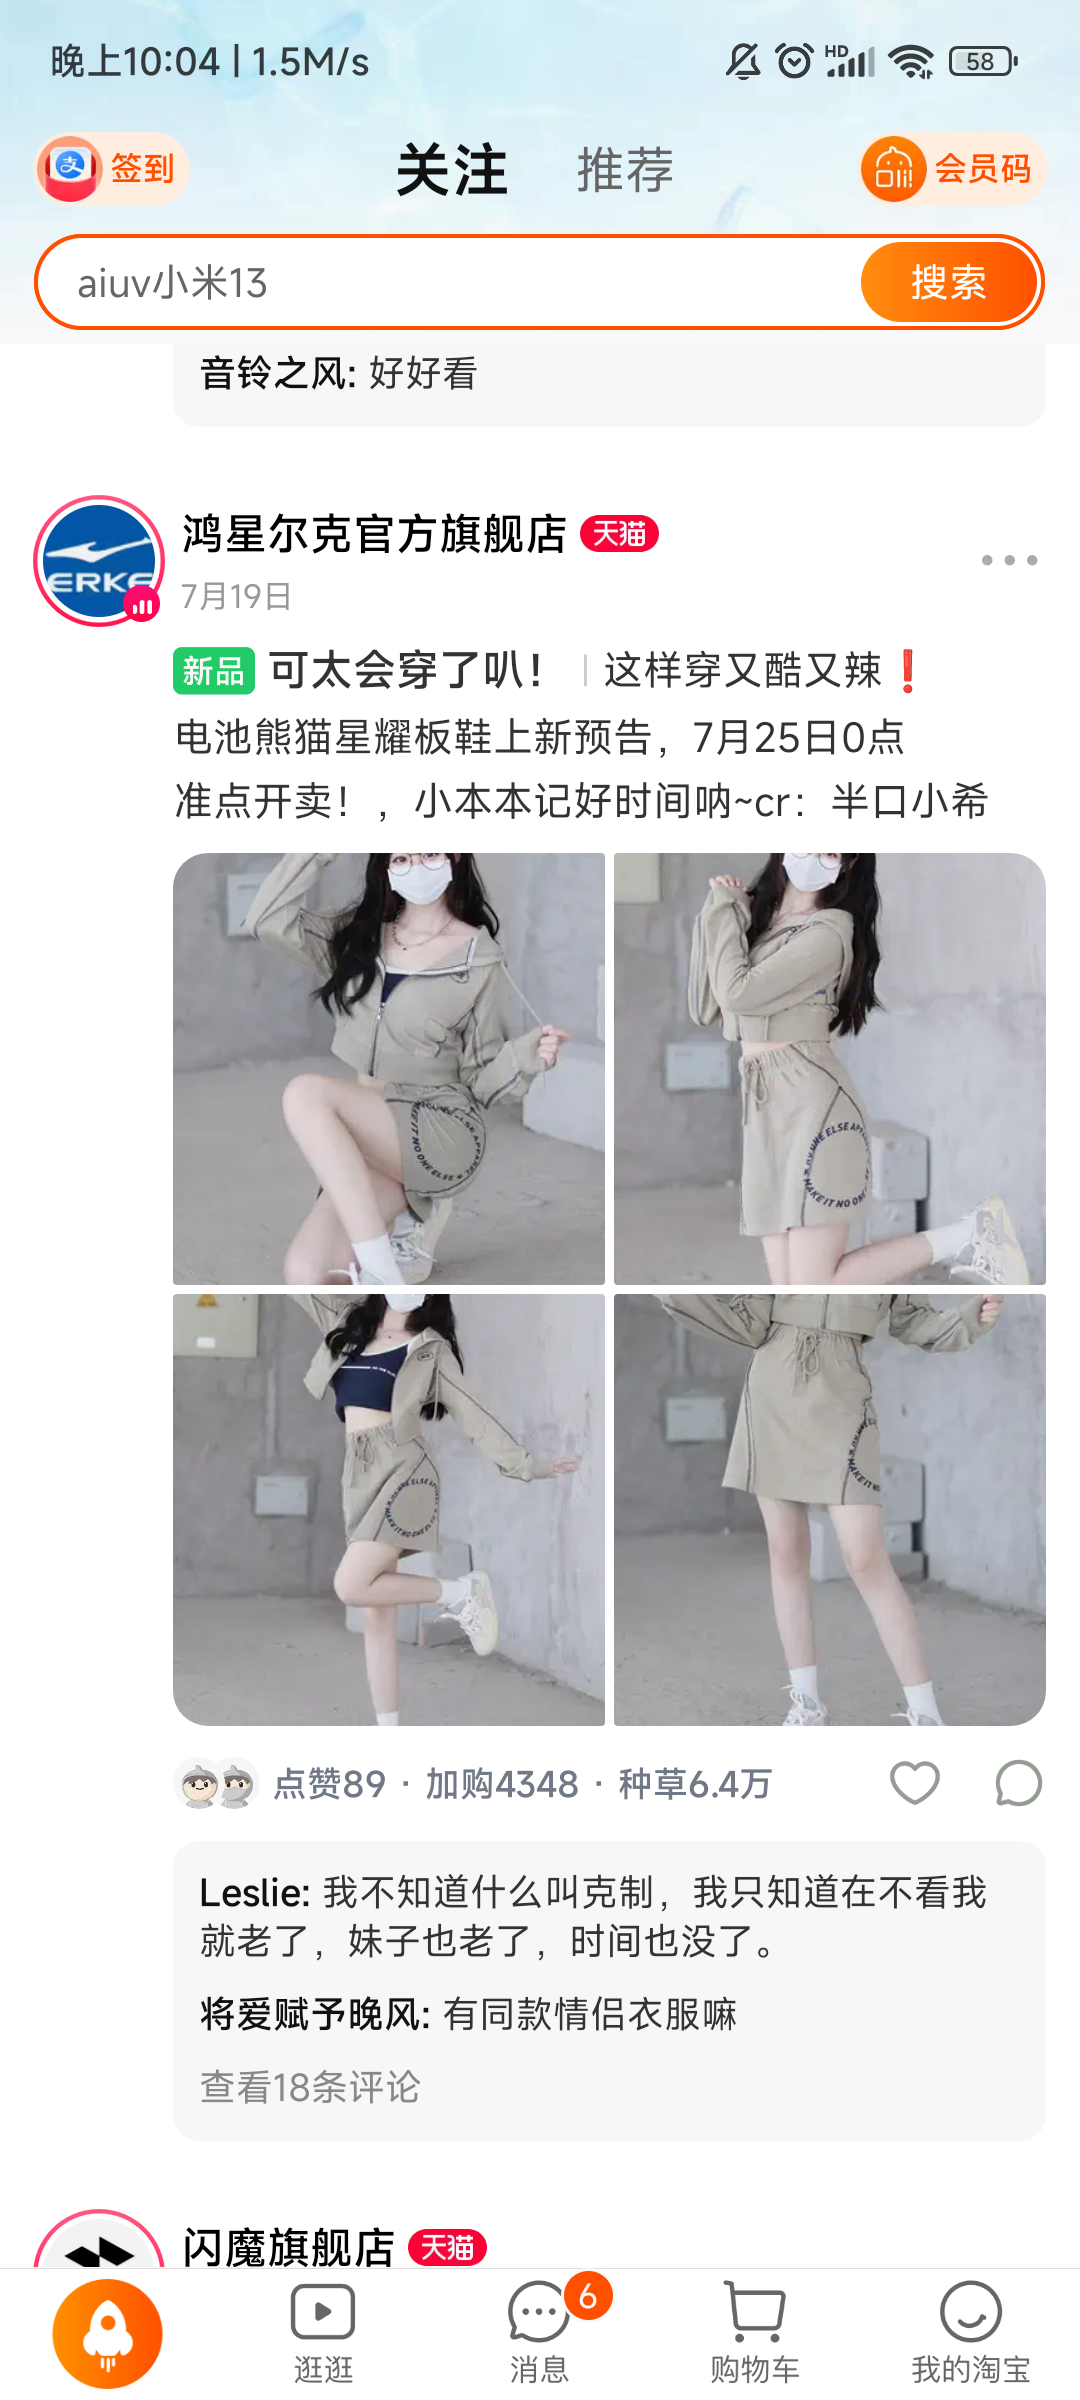 晚上10:04 | 1.5M/s
HD
58
签到
关注
推荐
会员码
aiuv小米13
搜索
音铃之风: 好好看
鸿星尔克官方旗舰店 天猫
ERKE
7月19日
新品 可太会穿了叭！ | 这样穿又酷又辣❗
电池熊猫星耀板鞋上新预告，7月25日0点
准点开卖！，小本本记好时间呐~cr：半口小希
点赞89 · 加购4348 · 种草6.4万
Leslie: 我不知道什么叫克制，我只知道在不看我
就老了，妹子也老了，时间也没了。
将爱赋予晚风: 有同款情侣衣服嘛
查看18条评论
闪魔旗舰店 天猫
6
逛逛
消息
购物车
我的淘宝